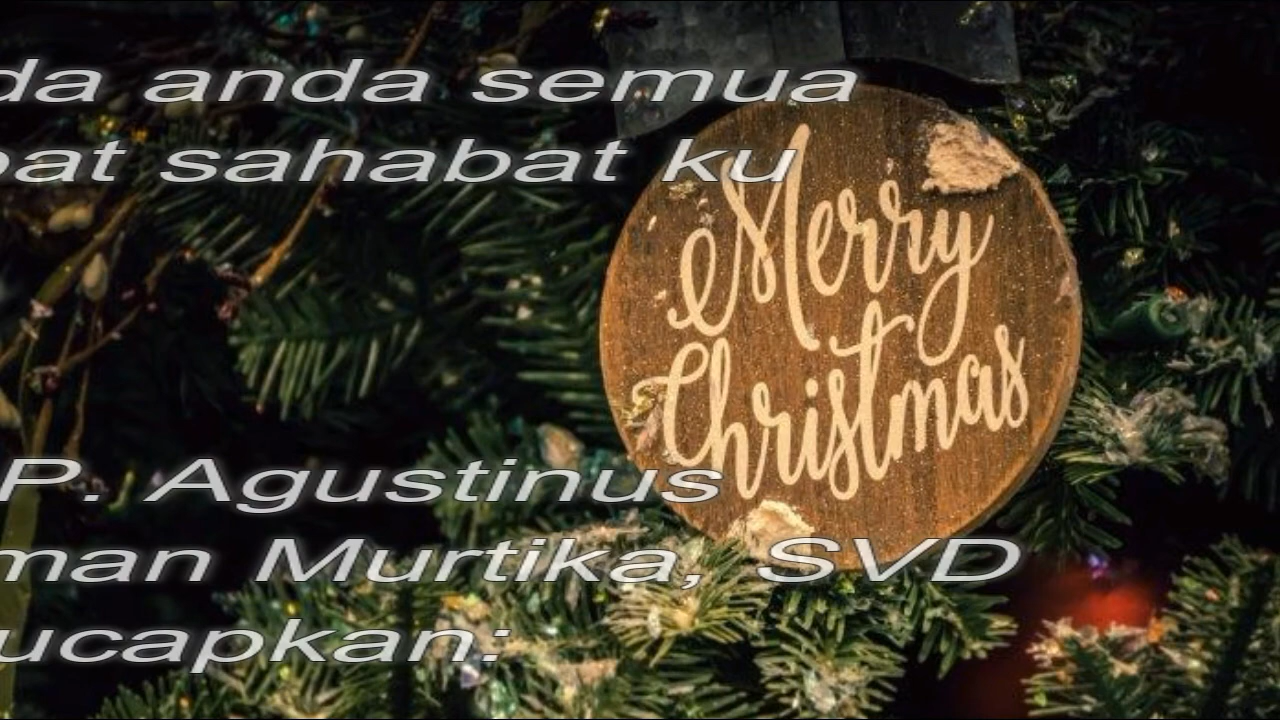 da anda semua
bat sahabat ku
Merry
Christmas
P. Agustinus
man Murtika, SVD
ucapkan: